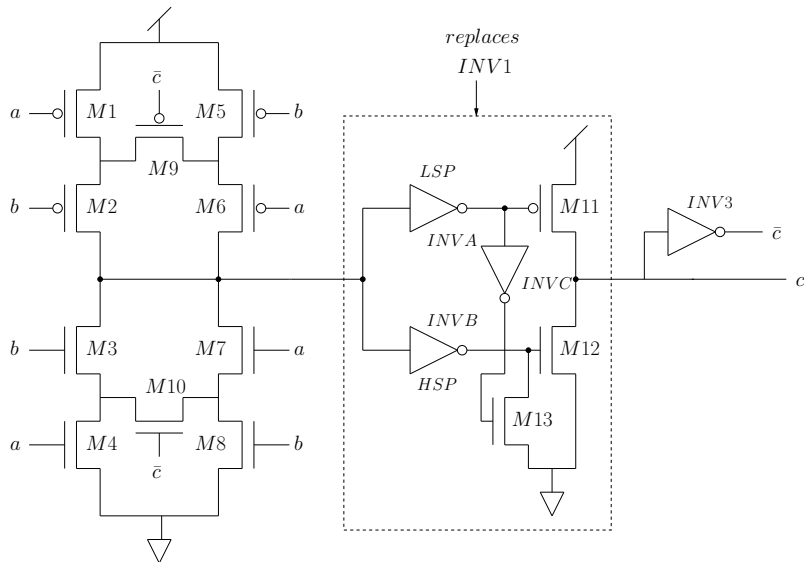 replaces
INV1
c̄
a
M1
M5
b
M9
LSP
b
M2
M6
a
M11
INV3
c̄
INVA
INVC
c
b
M3
M7
a
INVB
M12
M10
HSP
a
M4
M8
b
M13
c̄